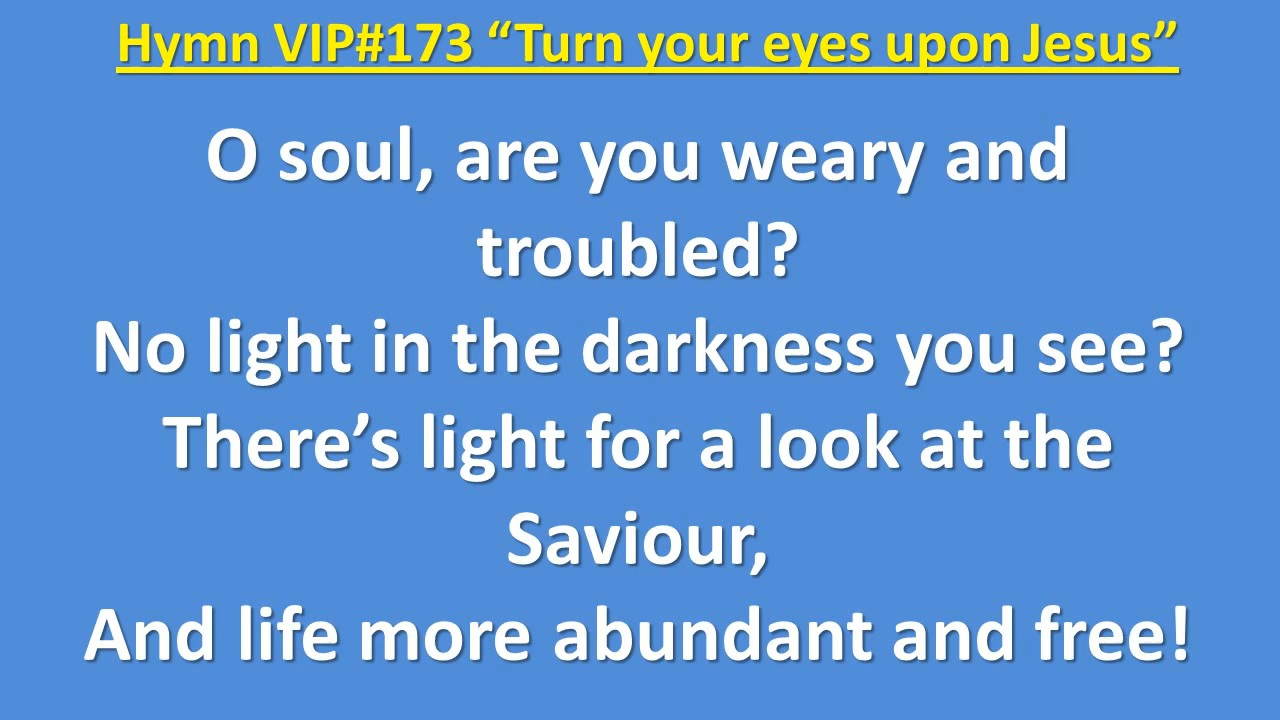 Hymn VIP#173 “Turn your eyes upon Jesus”
O soul, are you weary and
troubled?
No light in the darkness you see?
There’s light for a look at the
Saviour,
And life more abundant and free!